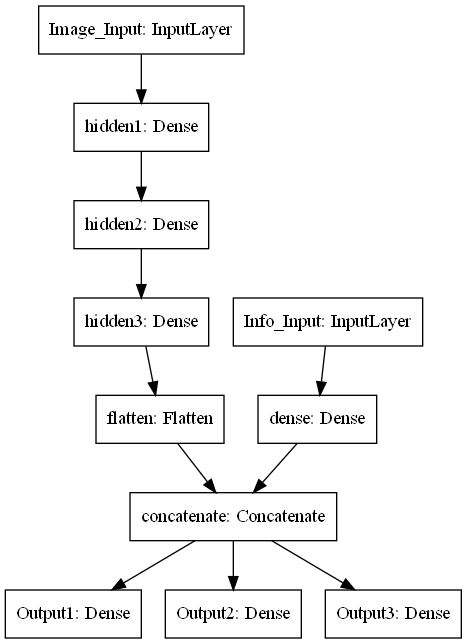 Image_Input: InputLayer
hidden1: Dense
hidden2: Dense
hidden3: Dense
Info_Input: InputLayer
flatten: Flatten
dense: Dense
concatenate: Concatenate
Output1: Dense
Output2: Dense
Output3: Dense